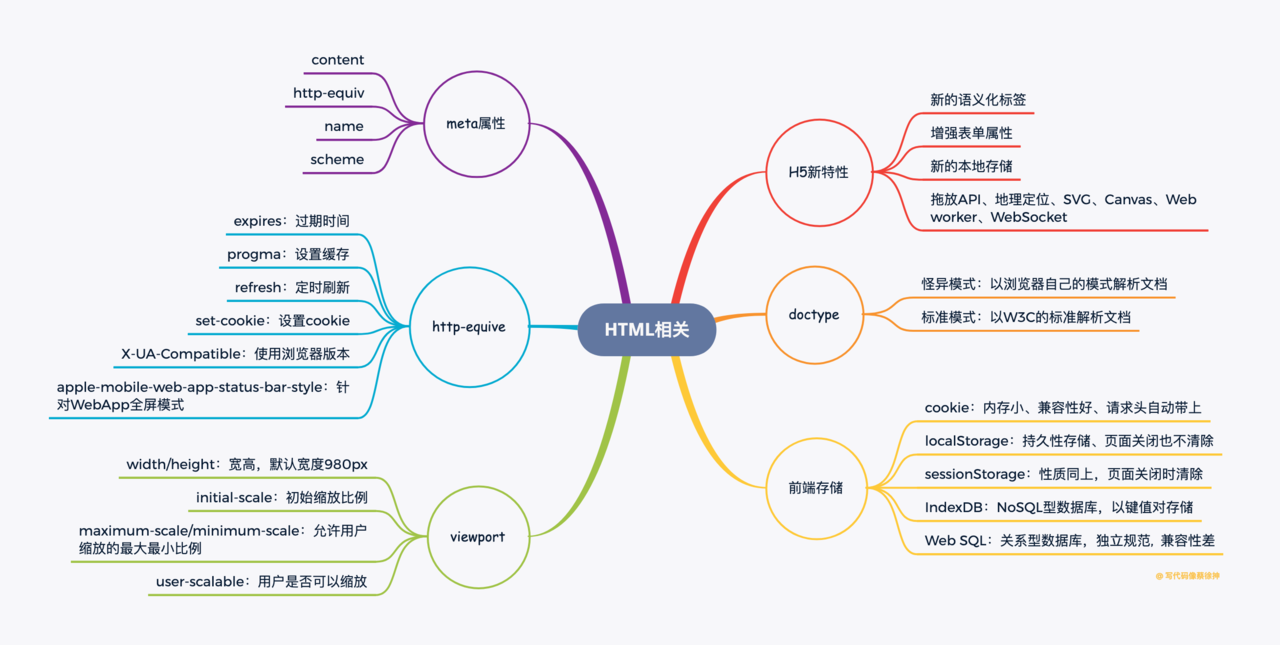 HTML相关
meta属性
content
http-equiv
name
scheme
http-equive
expires：过期时间
progma：设置缓存
refresh：定时刷新
set-cookie：设置cookie
X-UA-Compatible：使用浏览器版本
apple-mobile-web-app-status-bar-style：针
对WebApp全屏模式
viewport
width/height：宽高，默认宽度980px
initial-scale：初始缩放比例
maximum-scale/minimum-scale：允许用户
缩放的最大最小比例
user-scalable：用户是否可以缩放
H5新特性
新的语义化标签
增强表单属性
新的本地存储
拖放API、地理定位、SVG、Canvas、Web
worker、WebSocket
doctype
怪异模式：以浏览器自己的模式解析文档
标准模式：以W3C的标准解析文档
前端存储
cookie：内存小、兼容性好、请求头自动带上
localStorage：持久性存储、页面关闭也不清除
sessionStorage：性质同上，页面关闭时清除
IndexDB：NoSQL型数据库，以键值对存储
Web SQL：关系型数据库，独立规范, 兼容性差
@ 写代码像蔡徐抻